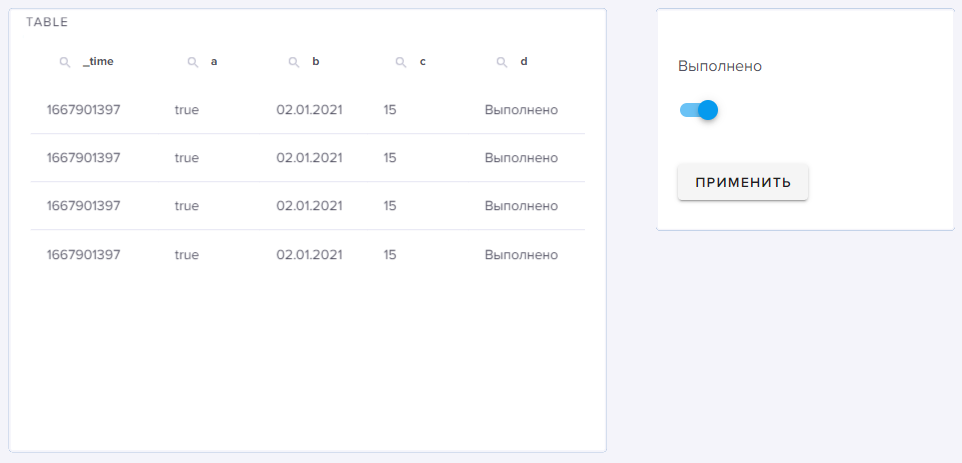 TABLE
_time a b c d
1667901397 true 02.01.2021 15 Выполнено
1667901397 true 02.01.2021 15 Выполнено
1667901397 true 02.01.2021 15 Выполнено
1667901397 true 02.01.2021 15 Выполнено
Выполнено
ПРИМЕНИТЬ